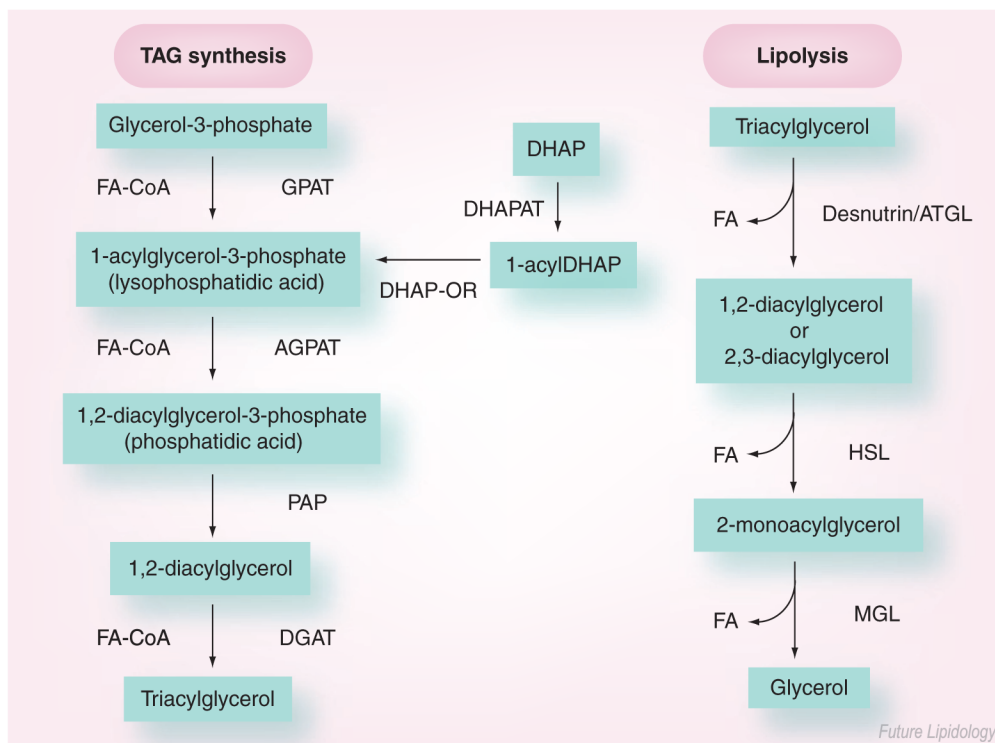 TAG synthesis
Glycerol-3-phosphate
FA-CoA
GPAT
1-acylglycerol-3-phosphate
(lysophosphatidic acid)
FA-CoA
AGPAT
1,2-diacylglycerol-3-phosphate
(phosphatidic acid)
PAP
1,2-diacylglycerol
FA-CoA
DGAT
Triacylglycerol
DHAP
DHAPAT
1-acylDHAP
DHAP-OR
Lipolysis
Triacylglycerol
FA
Desnutrin/ATGL
1,2-diacylglycerol
or
2,3-diacylglycerol
FA
HSL
2-monoacylglycerol
FA
MGL
Glycerol
Future Lipidology